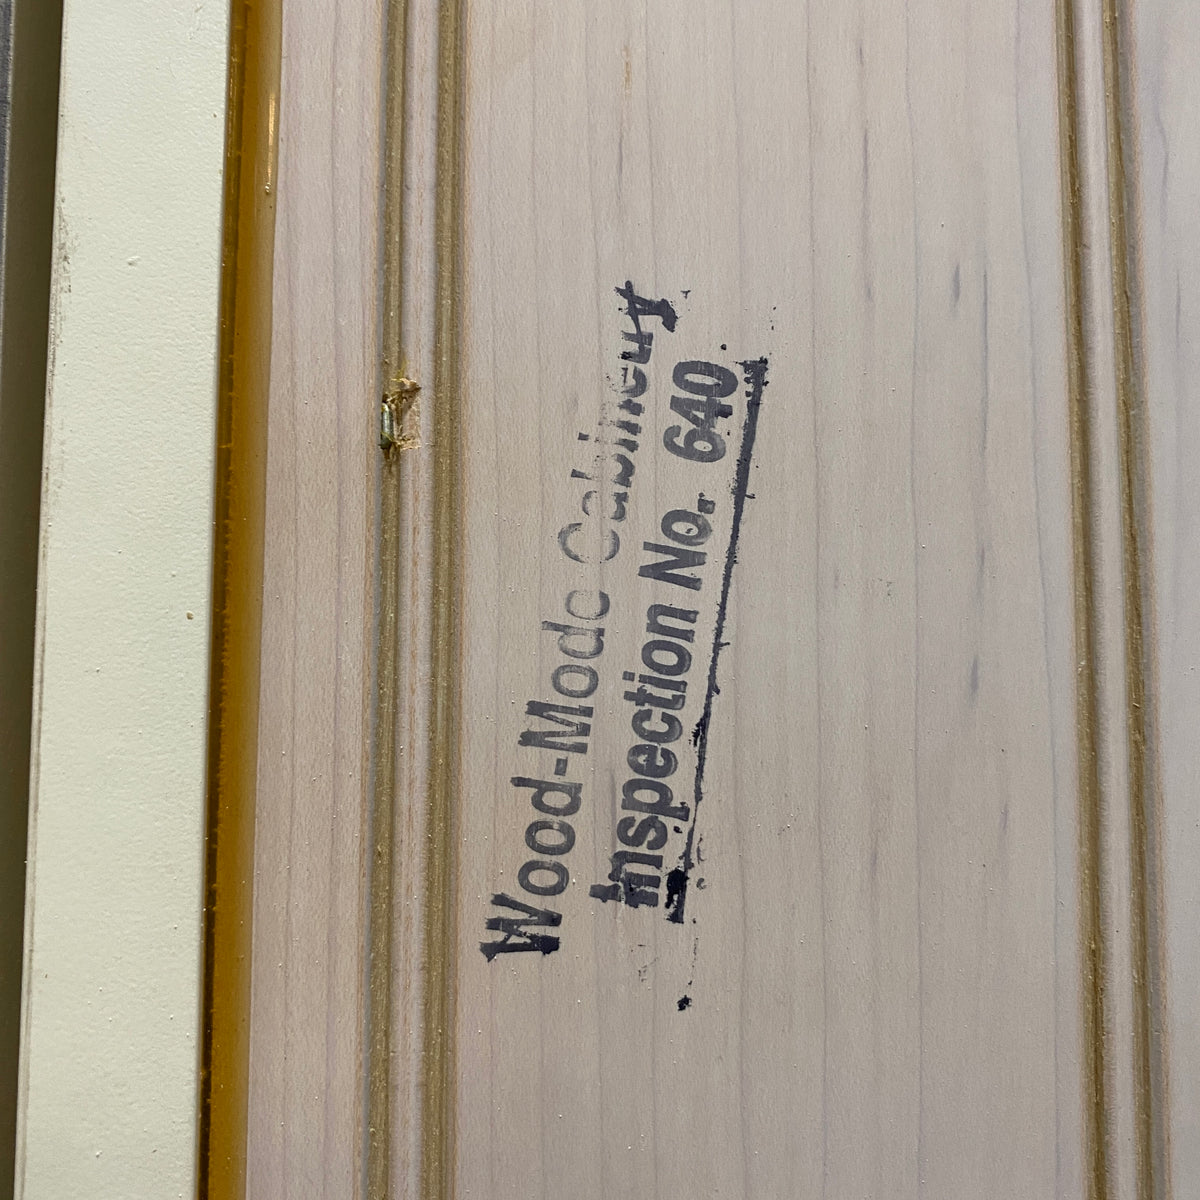 Wood-Mode Cabinetry
Inspection No. 640